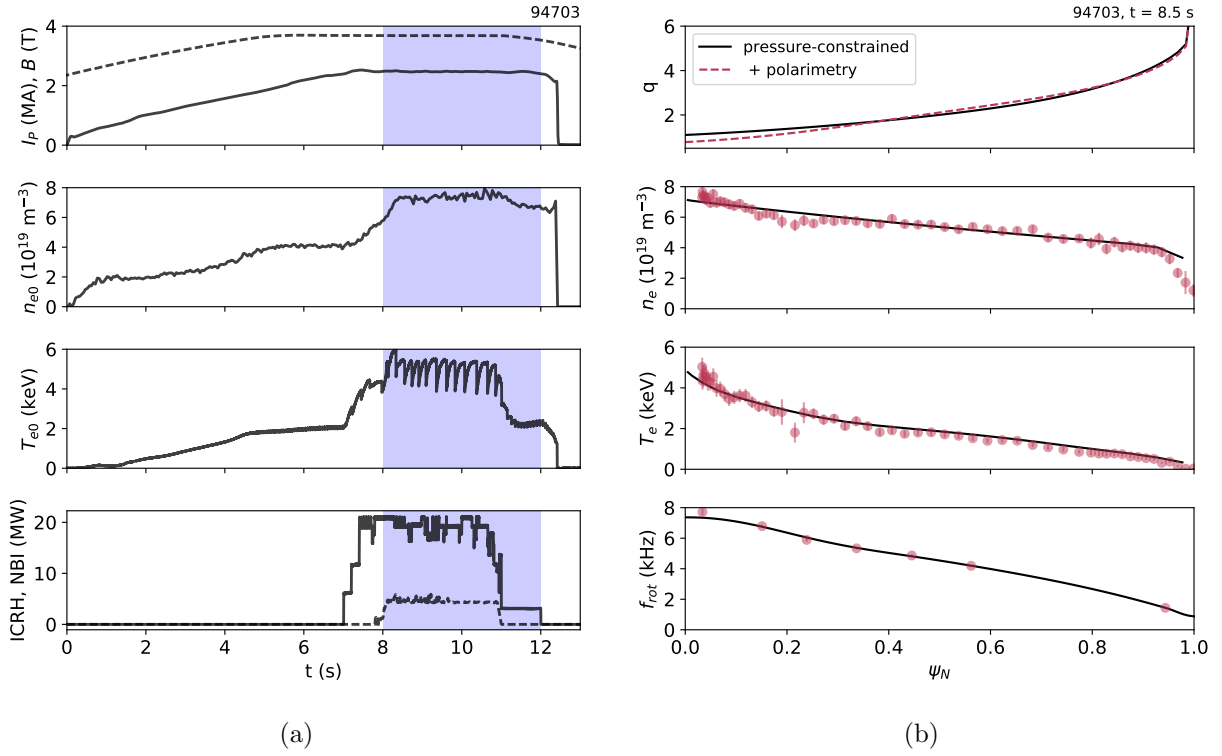 94703
I_P (MA), B (T)
4
2
0
n_e0 (10^19 m^−3)
8
6
4
2
0
T_e0 (keV)
6
4
2
0
ICRH, NBI (MW)
20
10
0
0 2 4 6 8 10 12
t (s)
(a)
94703, t = 8.5 s
q
6
4
2
pressure-constrained
+ polarimetry
n_e (10^19 m^−3)
8
6
4
2
0
T_e (keV)
6
4
2
0
f_rot (kHz)
8
6
4
2
0
0.0 0.2 0.4 0.6 0.8 1.0
ψ_N
(b)